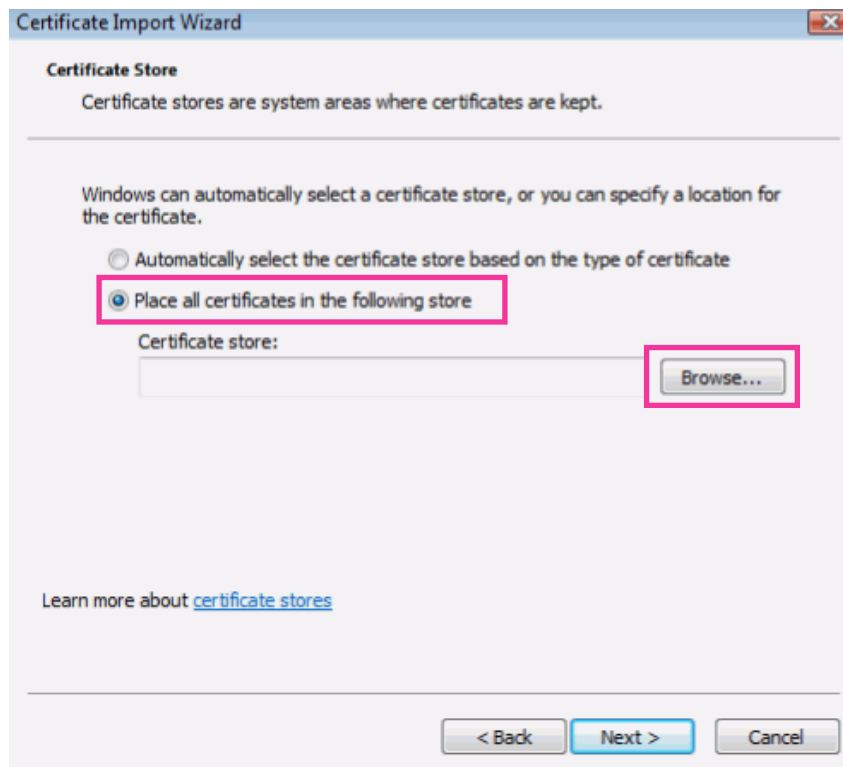 Certificate Import Wizard
Certificate Store
Certificate stores are system areas where certificates are kept.
Windows can automatically select a certificate store, or you can specify a location for
the certificate.
Automatically select the certificate store based on the type of certificate
Place all certificates in the following store
Certificate store:
Browse...
Learn more about certificate stores
< Back Next > Cancel